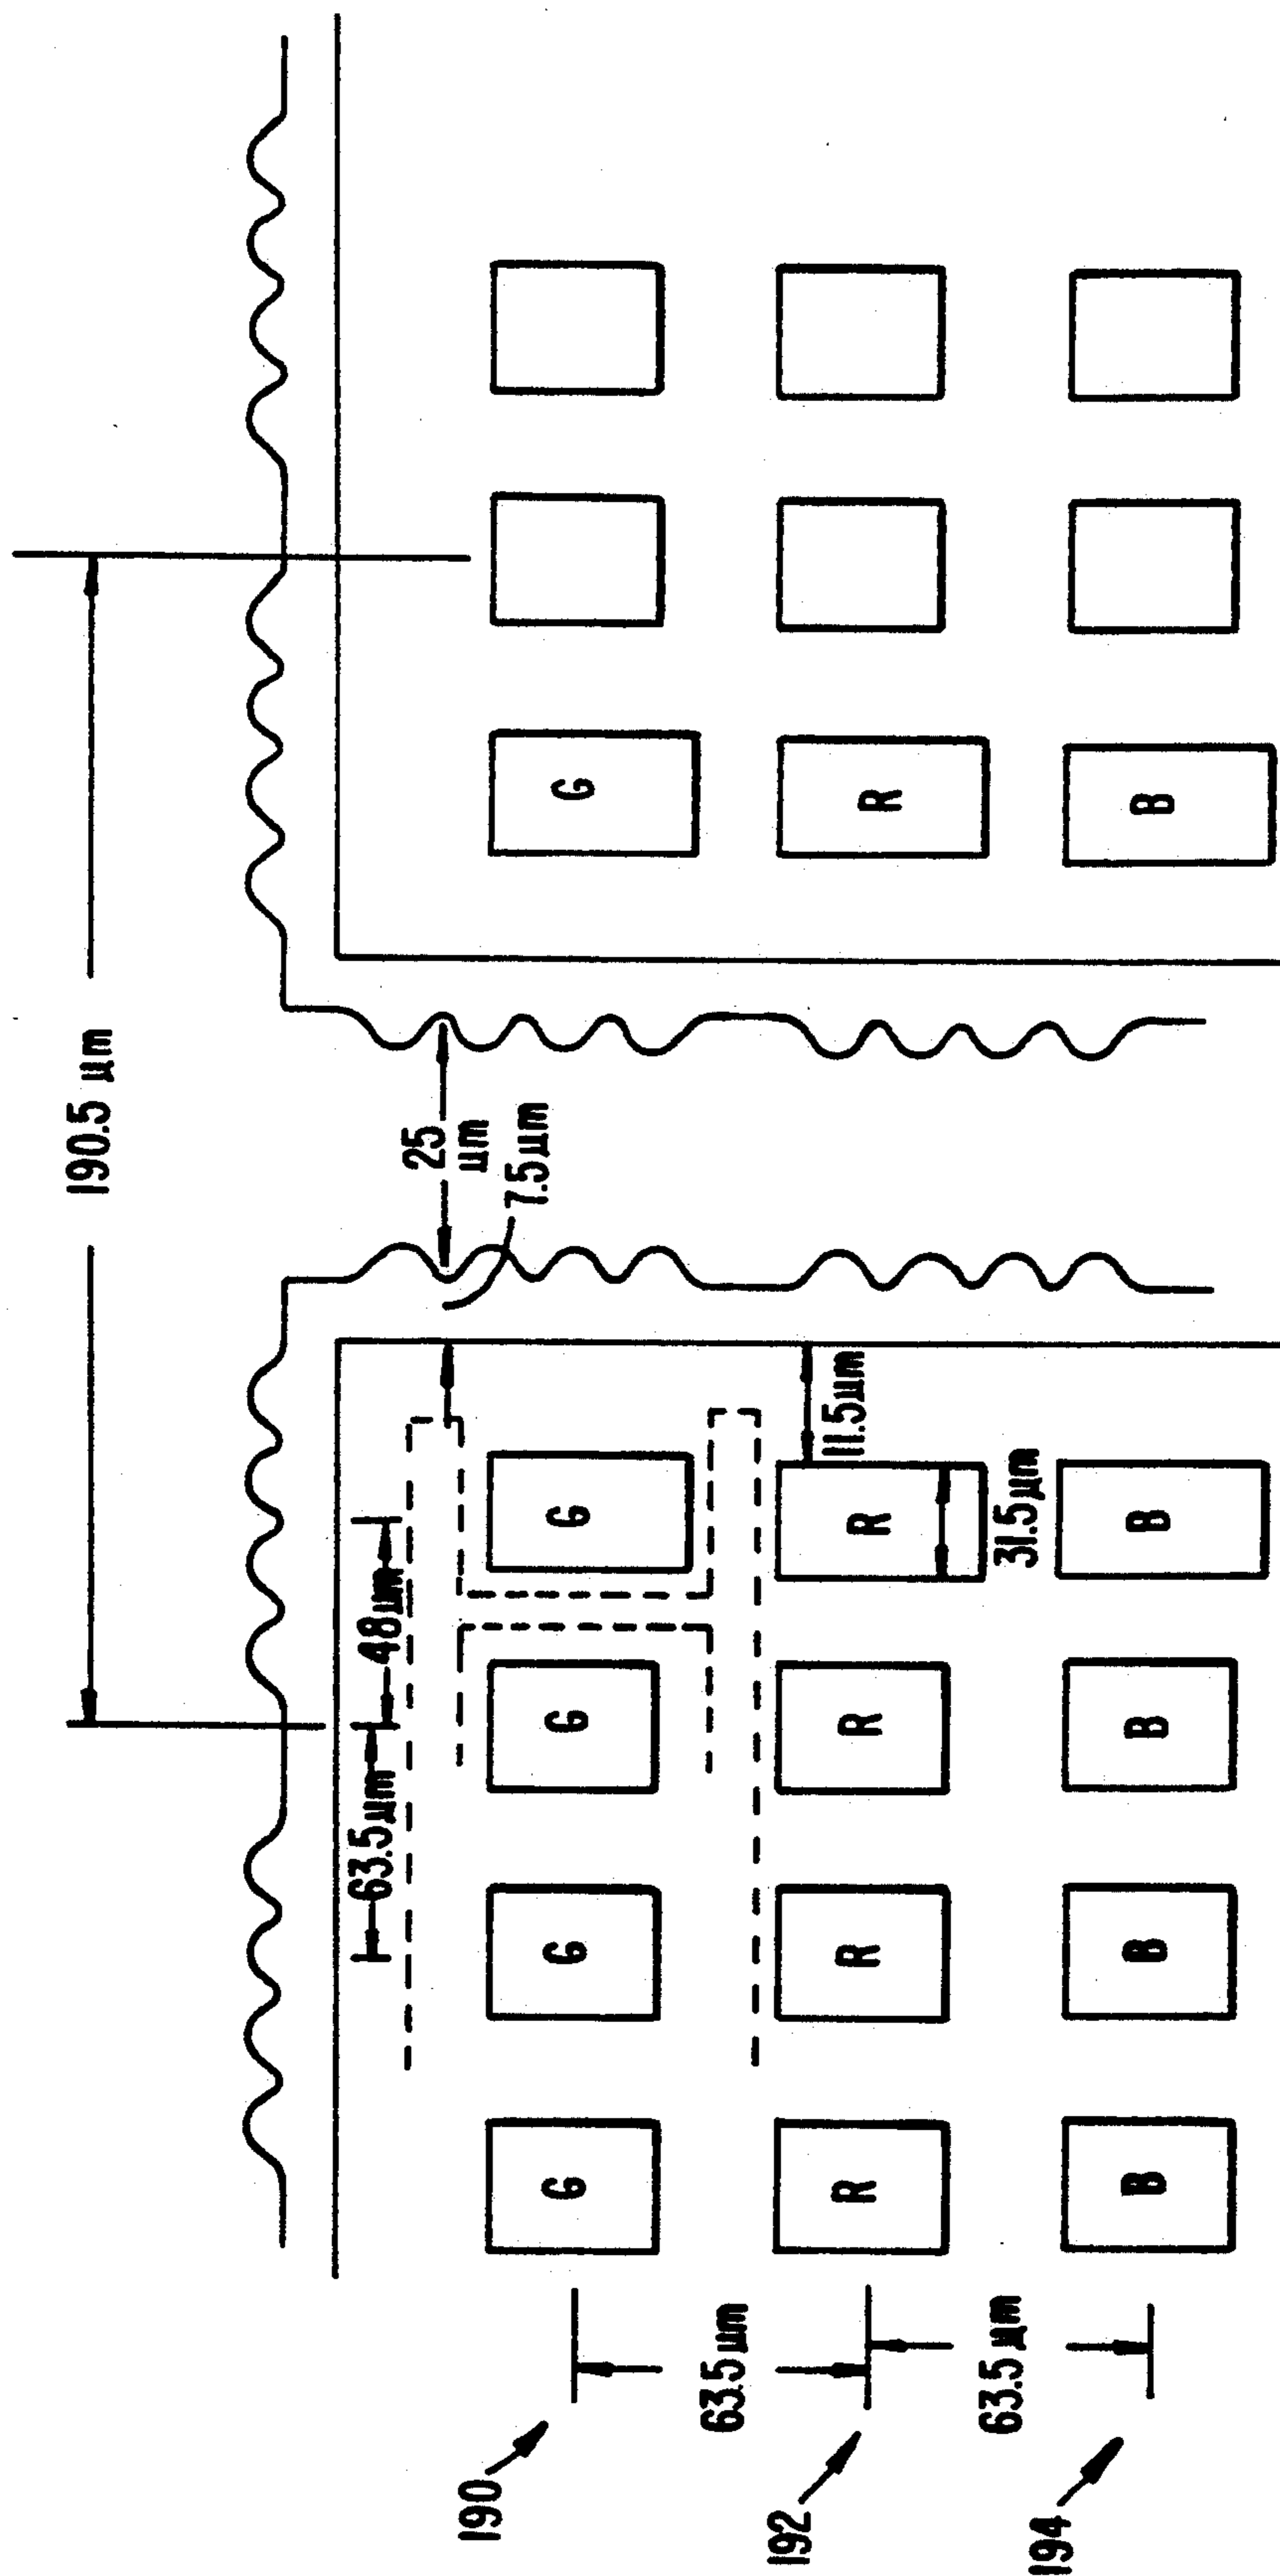 190.5 µm
63.5µm
48µm
25
µm
7.5µm
190
G G G G G
63.5µm
11.5µm
192
R R R R R
31.5µm
63.5µm
194
B B B B B